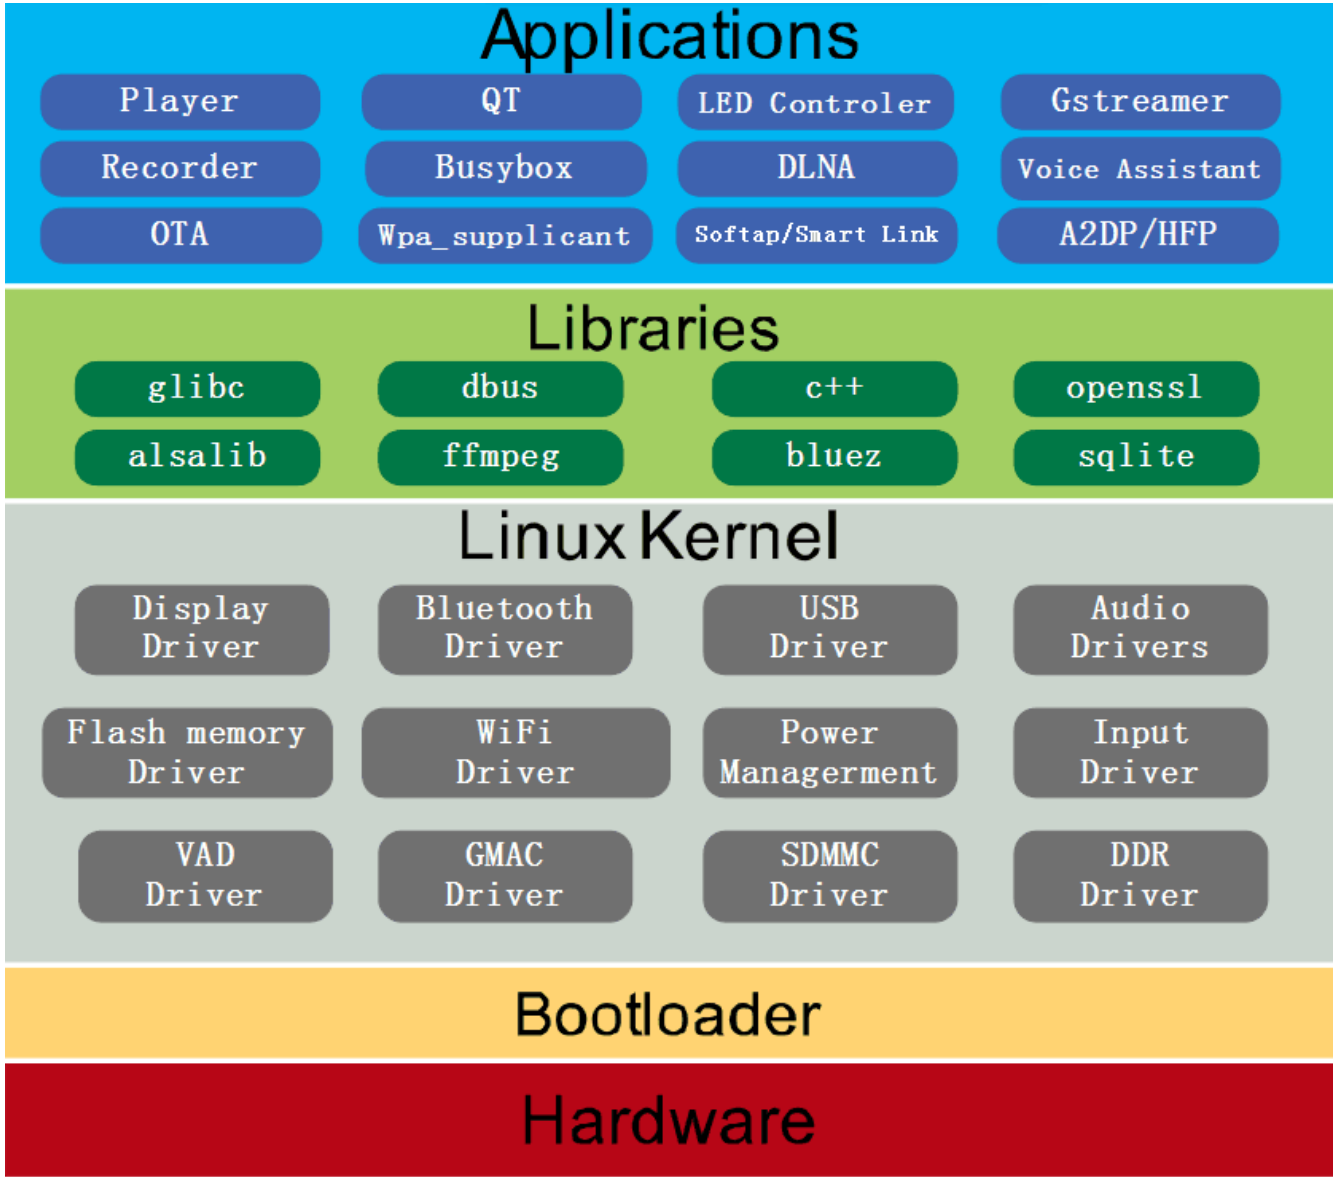 Applications
Player
QT
LED Controler
Gstreamer
Recorder
Busybox
DLNA
Voice Assistant
OTA
Wpa_supplicant
Softap/Smart Link
A2DP/HFP
Libraries
glibc
dbus
c++
openssl
alsalib
ffmpeg
bluez
sqlite
Linux Kernel
Display
Driver
Bluetooth
Driver
USB
Driver
Audio
Drivers
Flash memory
Driver
WiFi
Driver
Power
Managerment
Input
Driver
VAD
Driver
GMAC
Driver
SDMMC
Driver
DDR
Driver
Bootloader
Hardware